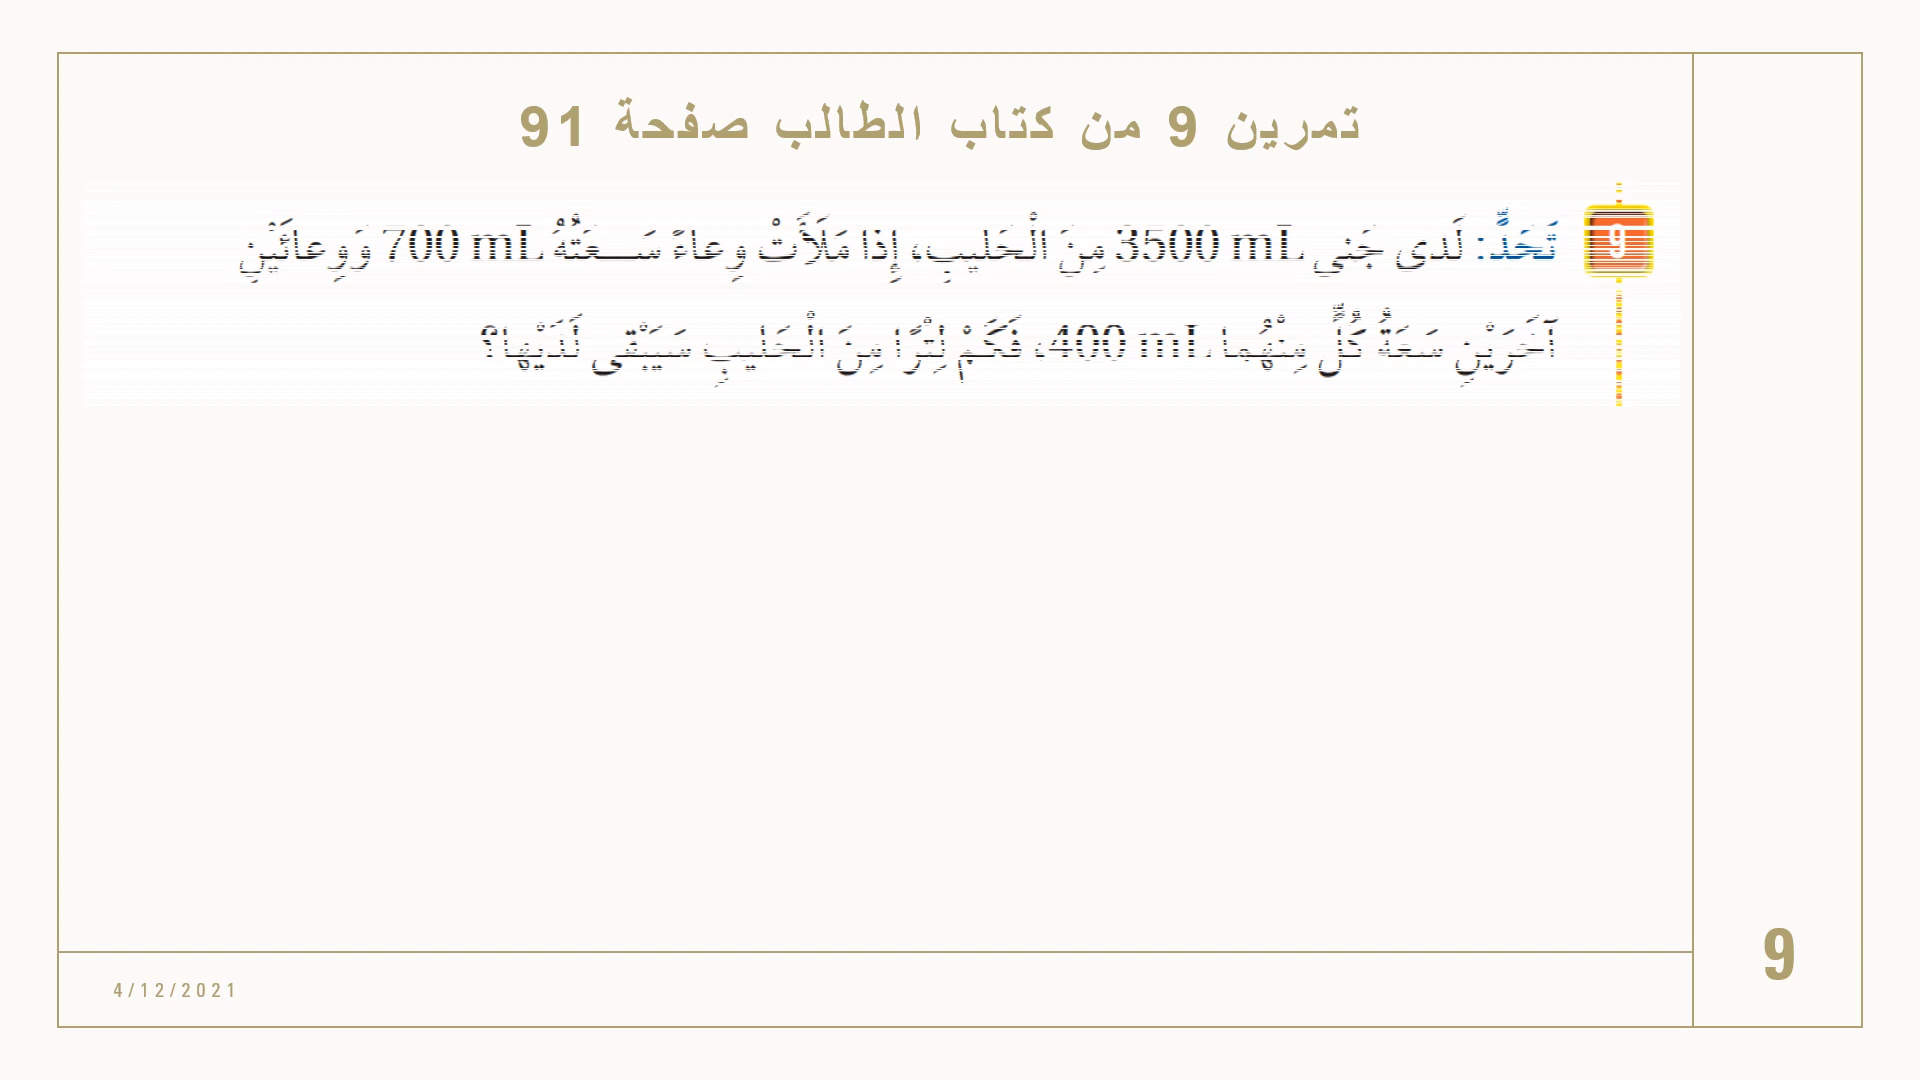 تمرين 9 من كتاب الطالب صفحة 91
9 تَحَدٍّ: لَدى جَنى 3500 mL مِنَ الْحَليبِ، إِذا مَلَأَتْ وِعاءً سَعَتُهُ 700 mL وَوِعائَيْنِ
آخَرَيْنِ سَعَةُ كُلٍّ مِنْهُما 400 mL، فَكَمْ لِتْرًا مِنَ الْحَليبِ سَيَبْقى لَدَيْها؟
9
4/12/2021